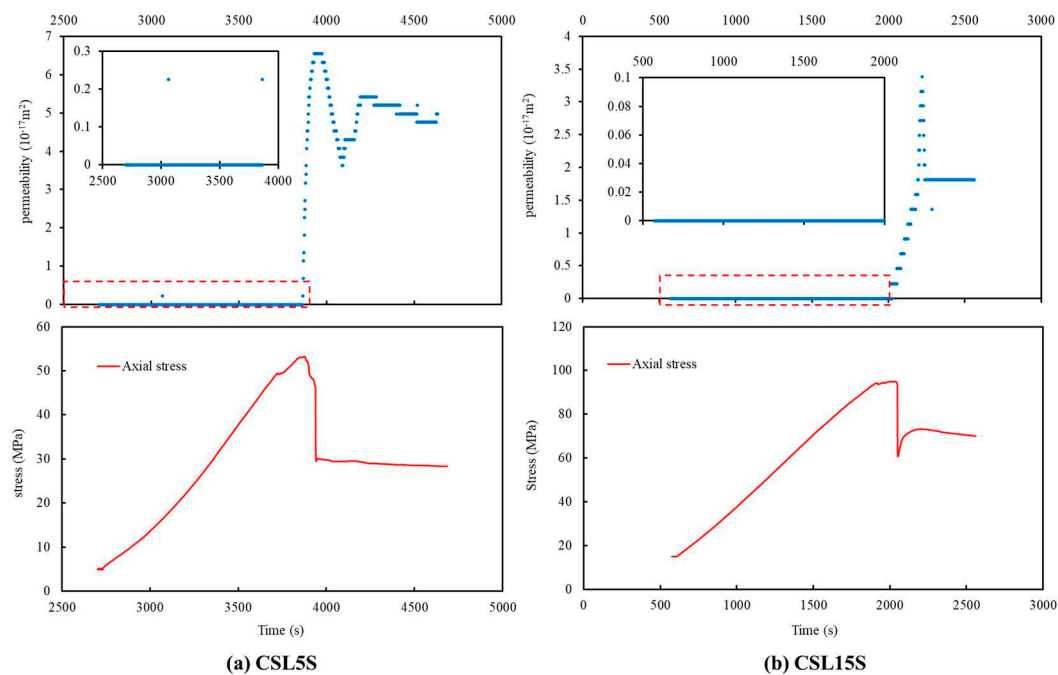 2500 3000 3500 4000 4500 5000
7
6
5
4
3
2
1
0
permeability (10⁻¹⁷m²)
0.3
0.2
0.1
0
2500 3000 3500 4000
60
50
40
30
20
10
0
stress (MPa)
Axial stress
2500 3000 3500 4000 4500 5000
Time (s)
(a) CSL5S
0 500 1000 1500 2000 2500 3000
4
3.5
3
2.5
2
1.5
1
0.5
0
permeability (10⁻¹⁷m²)
500 1000 1500 2000
0.1
0.08
0.06
0.04
0.02
0
120
100
80
60
40
20
0
Stress (MPa)
Axial stress
0 500 1000 1500 2000 2500 3000
Time (s)
(b) CSL15S